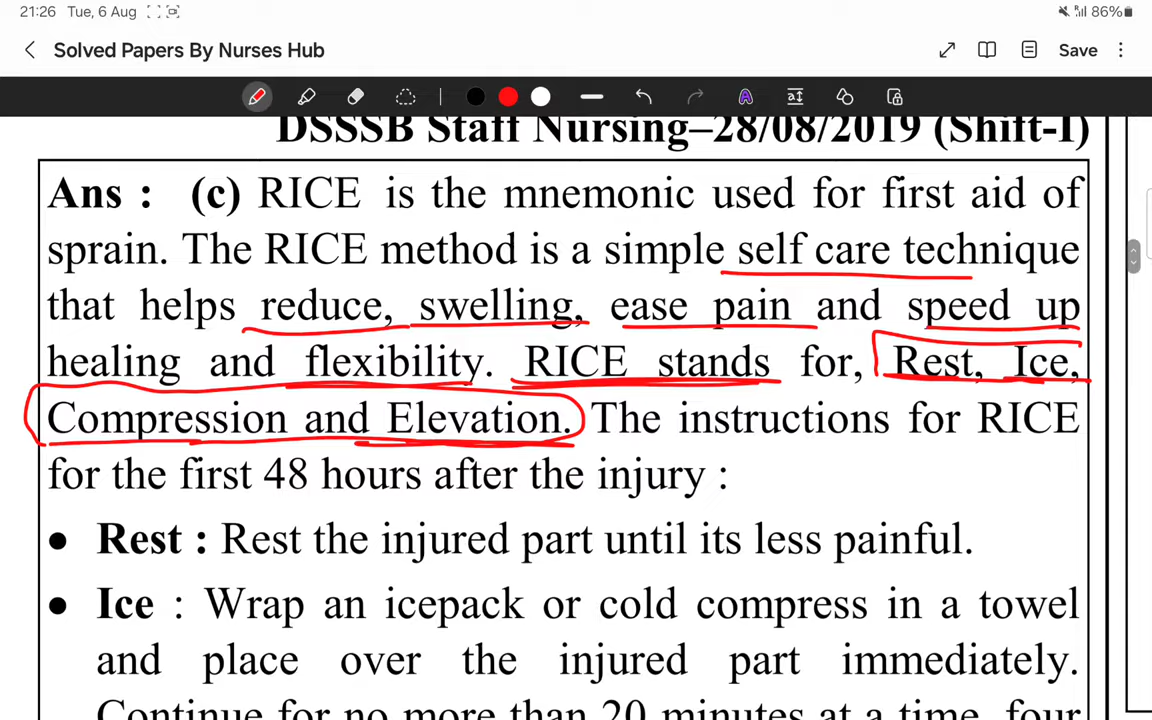 21:26 Tue, 6 Aug 86%
Solved Papers By Nurses Hub Save
DSSSB Staff Nursing–28/08/2019 (Shift-I)
Ans : (c) RICE is the mnemonic used for first aid of
sprain. The RICE method is a simple self care technique
that helps reduce, swelling, ease pain and speed up
healing and flexibility. RICE stands for, Rest, Ice,
Compression and Elevation. The instructions for RICE
for the first 48 hours after the injury :
• Rest : Rest the injured part until its less painful.
• Ice : Wrap an icepack or cold compress in a towel
and place over the injured part immediately.
Continue for no more than 20 minutes at a time, four